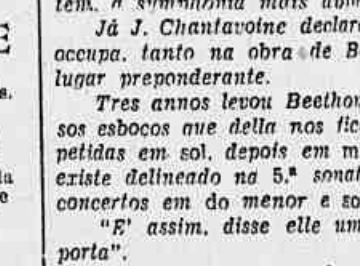 tem, a symphonia mais
Já J. Chantavoine declar
occupa, tanto na obra de B
lugar preponderante.
Tres annos levou Beetho
sos esboços que della nos fic
petidas em sol, depois em m
existe delineado na 5.ª sonat
concertos em do menor e so
"E' assim, disse elle um
porta".